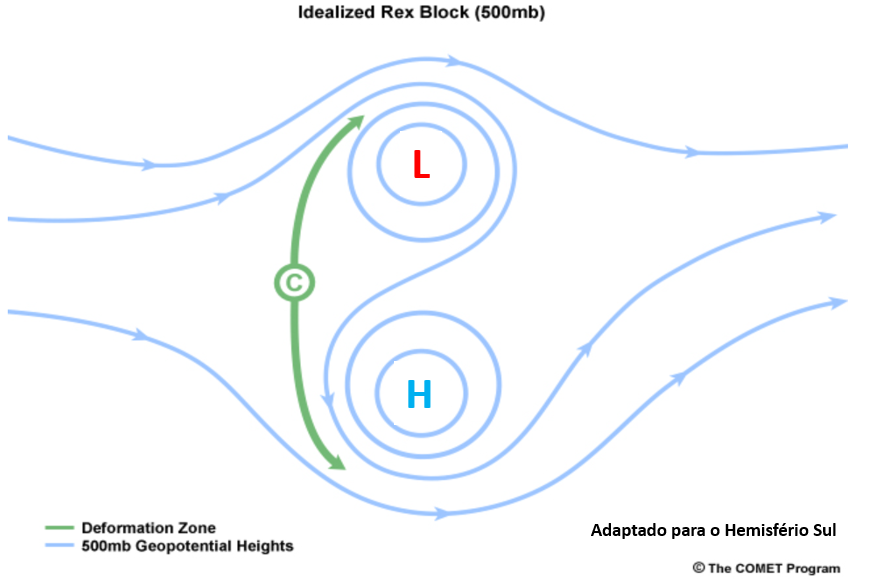 Idealized Rex Block (500mb)
L
C
H
Deformation Zone
500mb Geopotential Heights
Adaptado para o Hemisfério Sul
© The COMET Program